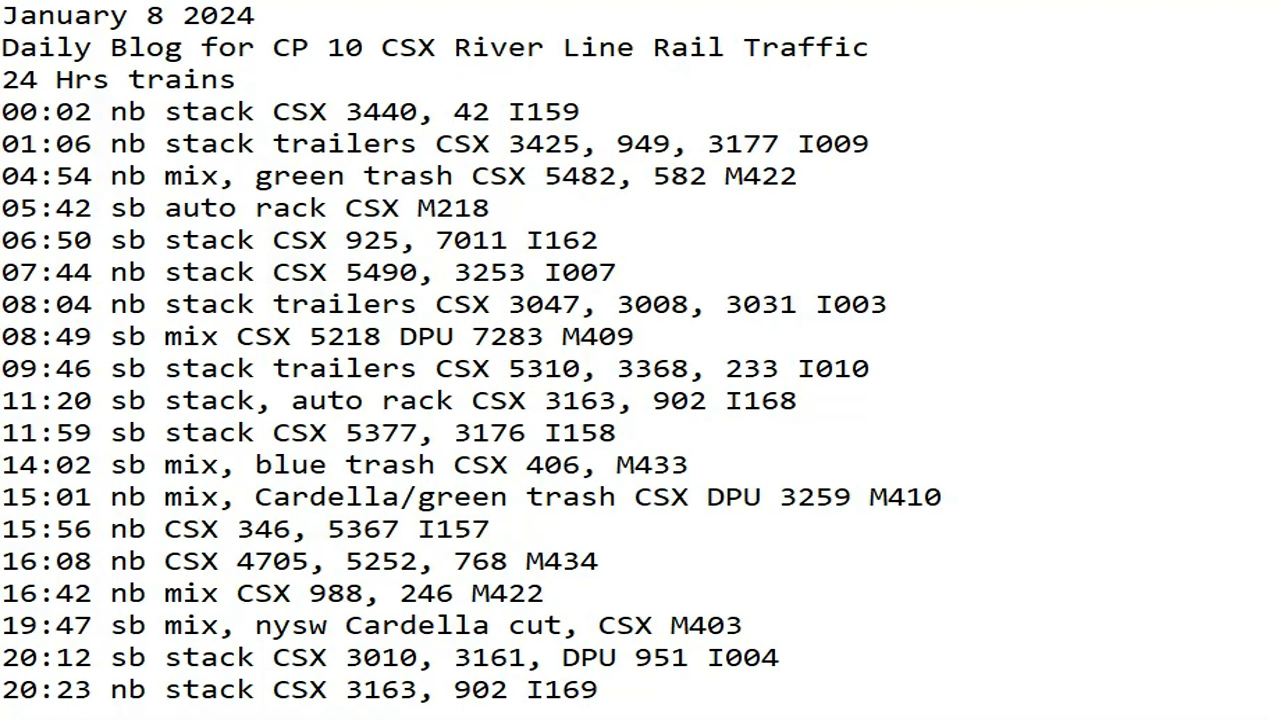 January 8 2024
Daily Blog for CP 10 CSX River Line Rail Traffic
24 Hrs trains
00:02 nb stack CSX 3440, 42 I159
01:06 nb stack trailers CSX 3425, 949, 3177 I009
04:54 nb mix, green trash CSX 5482, 582 M422
05:42 sb auto rack CSX M218
06:50 sb stack CSX 925, 7011 I162
07:44 nb stack CSX 5490, 3253 I007
08:04 nb stack trailers CSX 3047, 3008, 3031 I003
08:49 sb mix CSX 5218 DPU 7283 M409
09:46 sb stack trailers CSX 5310, 3368, 233 I010
11:20 sb stack, auto rack CSX 3163, 902 I168
11:59 sb stack CSX 5377, 3176 I158
14:02 sb mix, blue trash CSX 406, M433
15:01 nb mix, Cardella/green trash CSX DPU 3259 M410
15:56 nb CSX 346, 5367 I157
16:08 nb CSX 4705, 5252, 768 M434
16:42 nb mix CSX 988, 246 M422
19:47 sb mix, nysw Cardella cut, CSX M403
20:12 sb stack CSX 3010, 3161, DPU 951 I004
20:23 nb stack CSX 3163, 902 I169